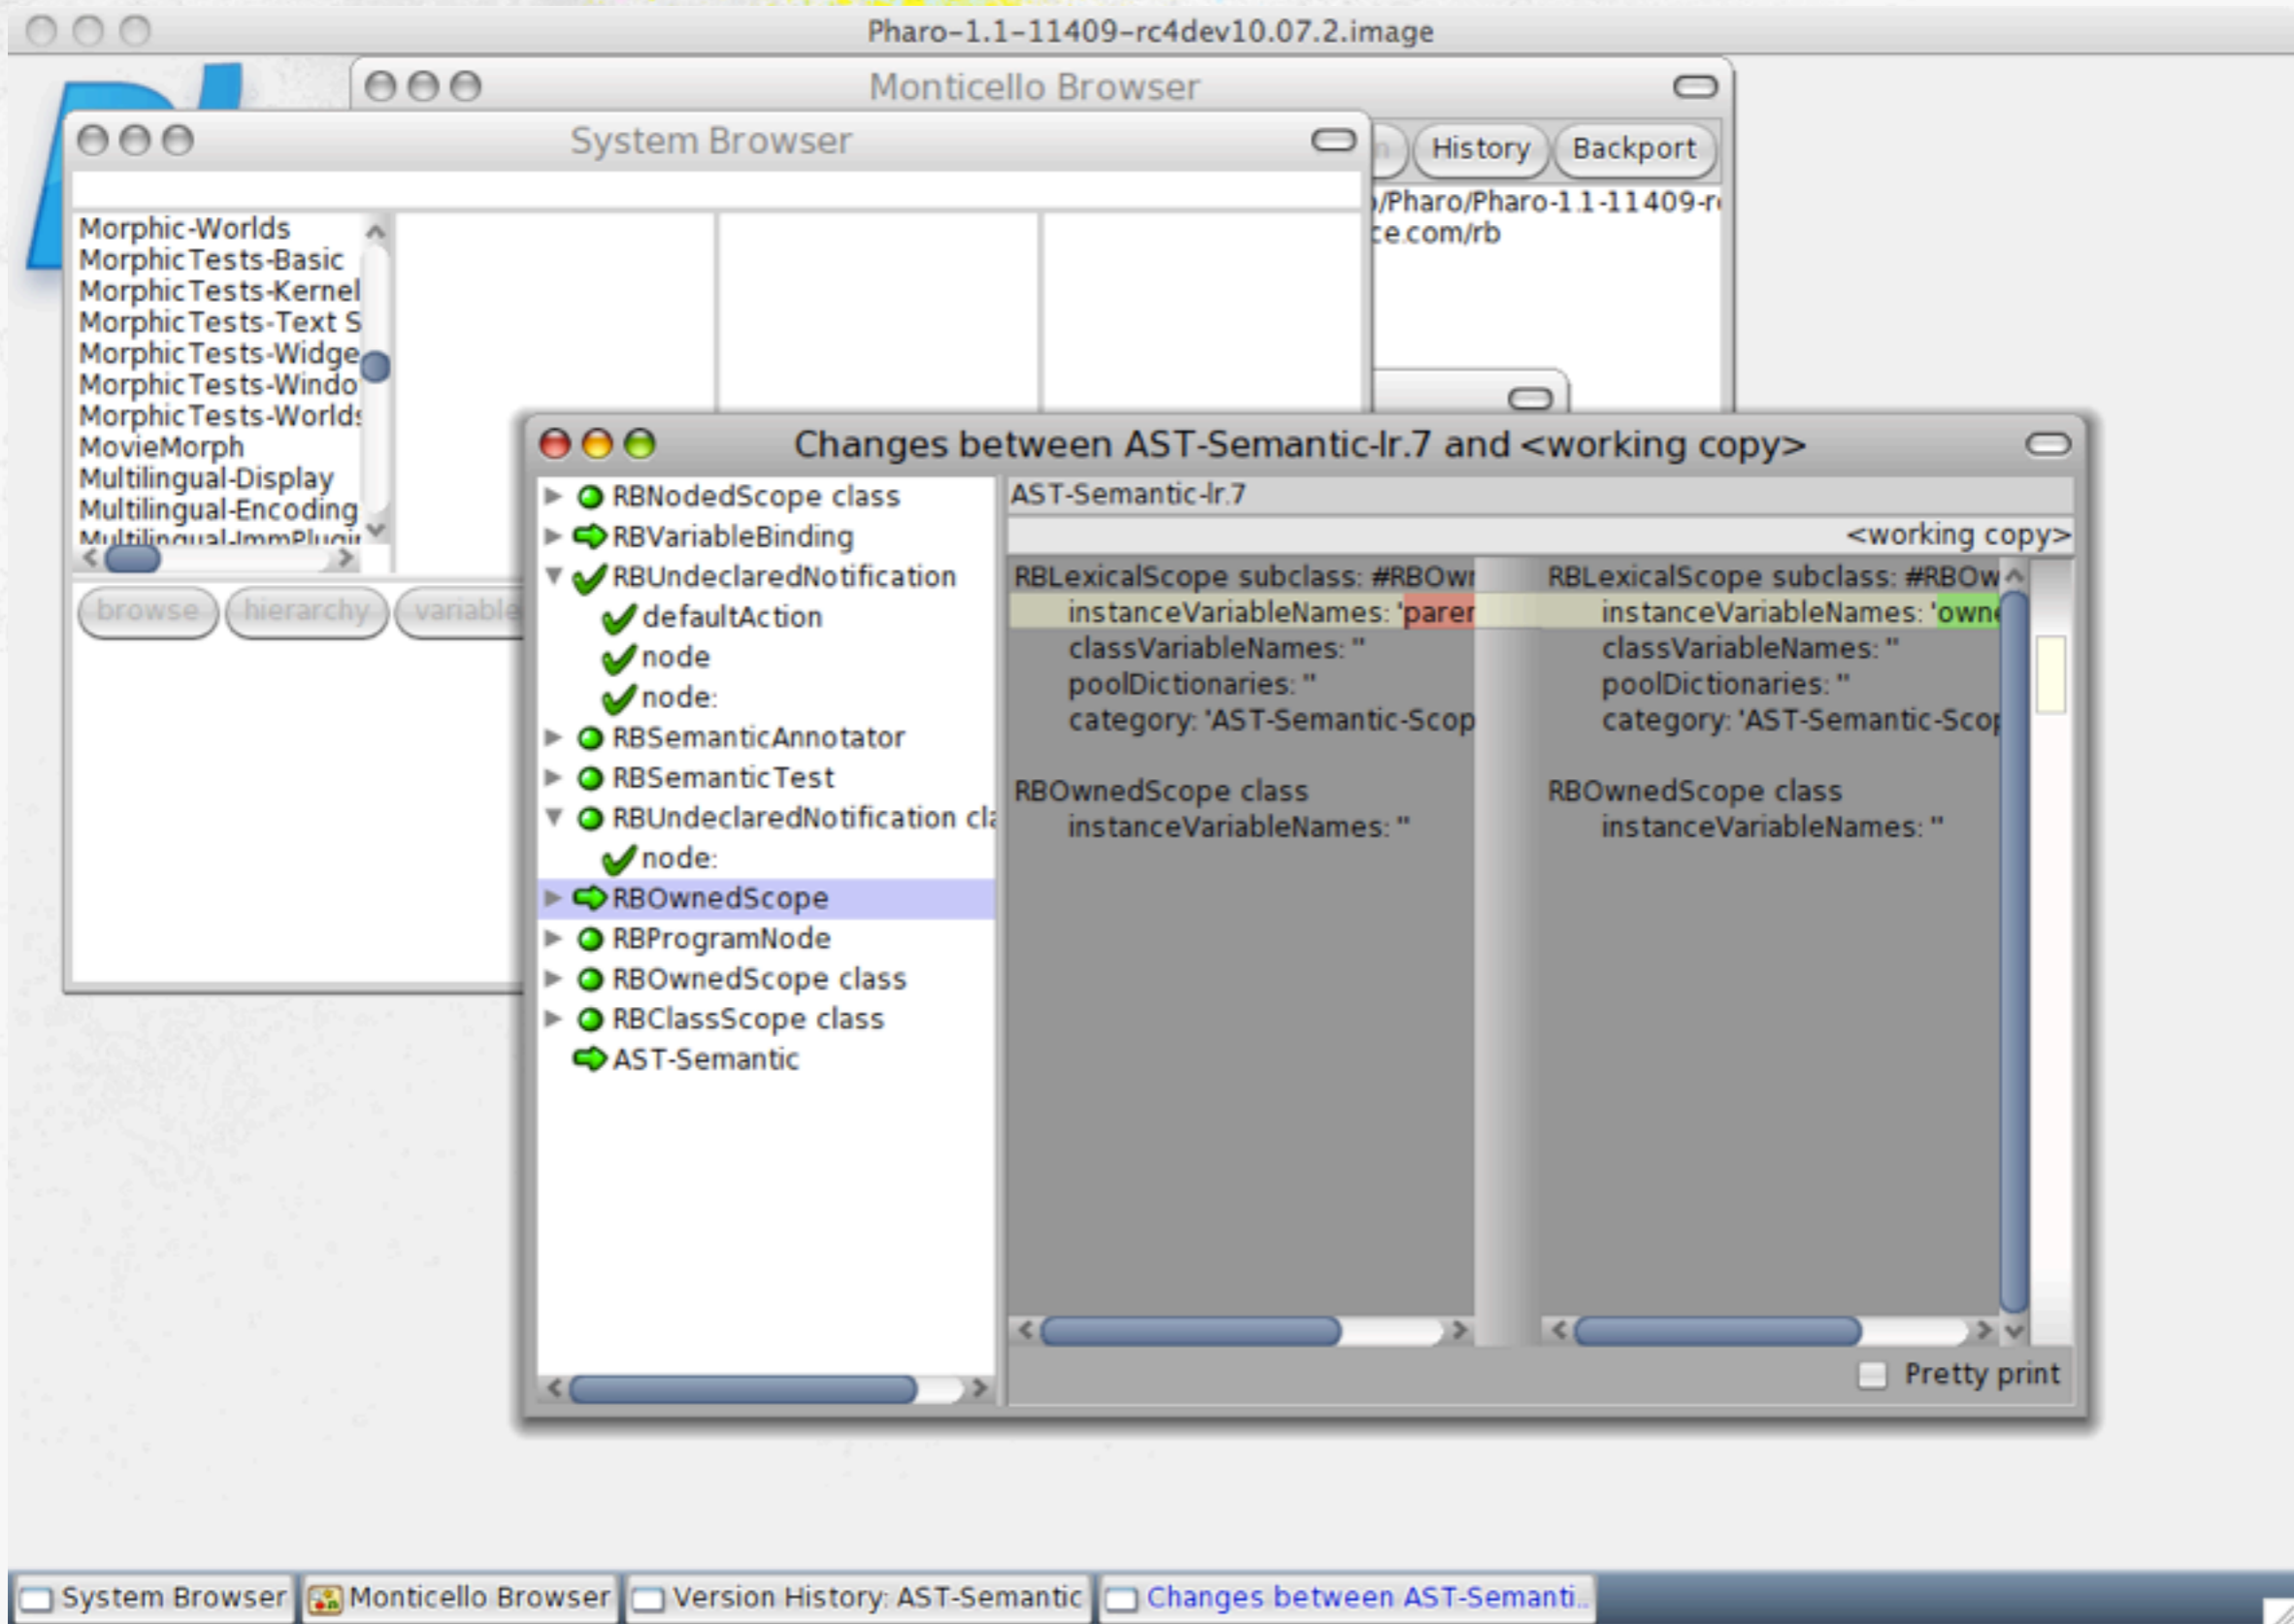 Pharo-1.1-11409-rc4dev10.07.2.image
Monticello Browser
History
Backport
/Pharo/Pharo-1.1-11409-r
ce.com/rb
System Browser
Morphic-Worlds
MorphicTests-Basic
MorphicTests-Kernel
MorphicTests-Text S
MorphicTests-Widge
MorphicTests-Windo
MorphicTests-Worlds
MovieMorph
Multilingual-Display
Multilingual-Encoding
Multilingual-ImmPlugin
browse
hierarchy
variable
Changes between AST-Semantic-lr.7 and <working copy>
RBNodedScope class
RBVariableBinding
RBUndeclaredNotification
defaultAction
node
node:
RBSemanticAnnotator
RBSemanticTest
RBUndeclaredNotification cla
node:
RBOwnedScope
RBProgramNode
RBOwnedScope class
RBClassScope class
AST-Semantic
AST-Semantic-lr.7
<working copy>
RBLexicalScope subclass: #RBOwn
instanceVariableNames: 'paren
classVariableNames: ''
poolDictionaries: ''
category: 'AST-Semantic-Scop
RBOwnedScope class
instanceVariableNames: ''
RBLexicalScope subclass: #RBOw
instanceVariableNames: 'owne
classVariableNames: ''
poolDictionaries: ''
category: 'AST-Semantic-Scop
RBOwnedScope class
instanceVariableNames: ''
Pretty print
System Browser
Monticello Browser
Version History: AST-Semantic
Changes between AST-Semanti..